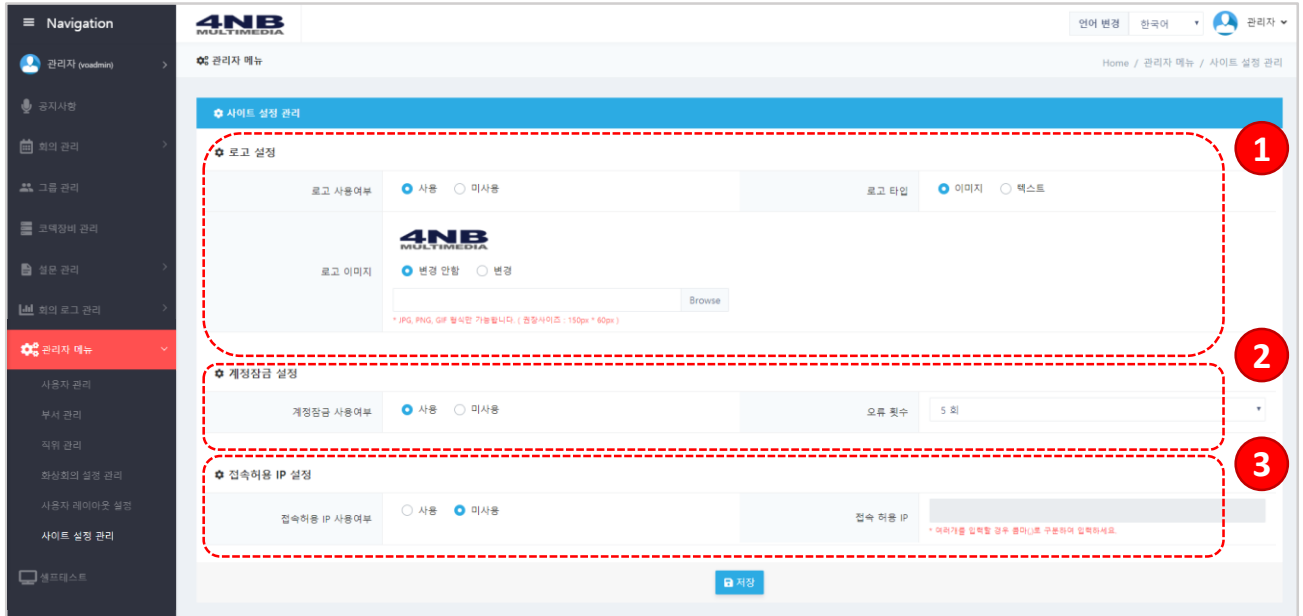 Navigation
4NB
MULTIMEDIA
언어 변경
한국어
관리자
관리자 (voadmin)
관리자 메뉴
Home / 관리자 메뉴 / 사이트 설정 관리
공지사항
회의 관리
그룹 관리
코덱장비 관리
설문 관리
회의 로그 관리
관리자 메뉴
사용자 관리
부서 관리
직위 관리
화상회의 설정 관리
사용자 레이아웃 설정
사이트 설정 관리
셀프테스트
사이트 설정 관리
1
로고 설정
로고 사용여부
사용
미사용
로고 타입
이미지
텍스트
로고 이미지
4NB
MULTIMEDIA
변경 안함
변경
Browse
* JPG, PNG, GIF 형식만 가능합니다. ( 권장사이즈 : 150px * 60px )
2
계정잠금 설정
계정잠금 사용여부
사용
미사용
오류 횟수
5 회
3
접속허용 IP 설정
접속허용 IP 사용여부
사용
미사용
접속 허용 IP
* 여러개를 입력할 경우 콤마(,)로 구분하여 입력하세요.
저장